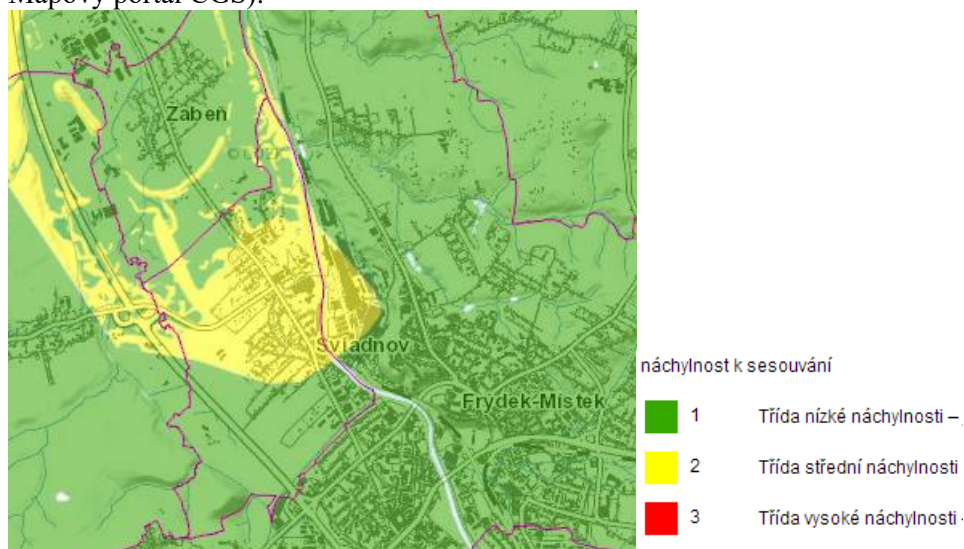 Mapový portál ČGS).
Žabeň
Sviadnov
Frýdek-Místek
náchylnost k sesouvání
1 Třída nízké náchylnosti –
2 Třída střední náchylnosti
3 Třída vysoké náchylnosti -